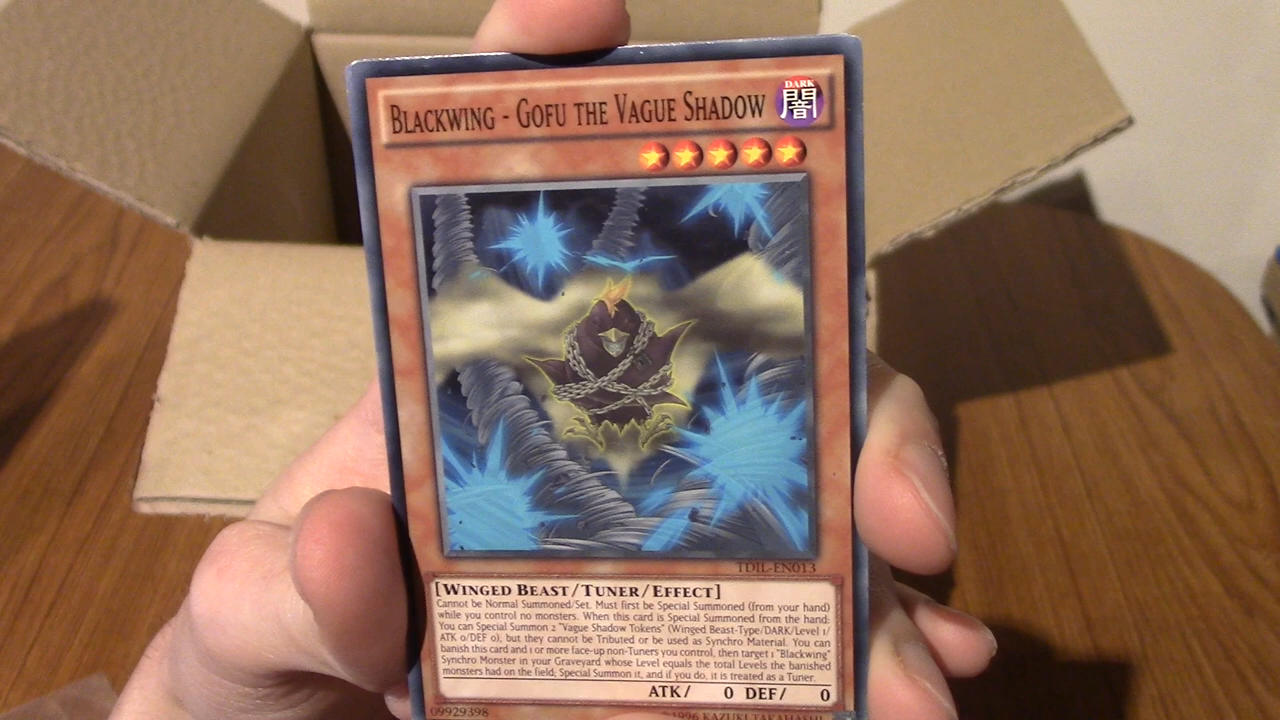 BLACKWING - GOFU THE VAGUE SHADOW
DARK
闇
[WINGED BEAST/TUNER/EFFECT]
TDIL-EN013
Cannot be Normal Summoned/Set. Must first be Special Summoned (from your hand)
while you control no monsters. When this card is Special Summoned from the hand:
You can Special Summon 2 "Vague Shadow Tokens" (Winged Beast-Type/DARK/Level 1/
ATK 0/DEF 0), but they cannot be Tributed or be used as Synchro Material. You can
banish this card and 1 or more face-up non-Tuners you control, then target 1 "Blackwing"
Synchro Monster in your Graveyard whose Level equals the total Levels the banished
monsters had on the field; Special Summon it, and if you do, it is treated as a Tuner.
ATK/ 0 DEF/ 0
09929398 ©1996 KAZUKI TAKAHASHI